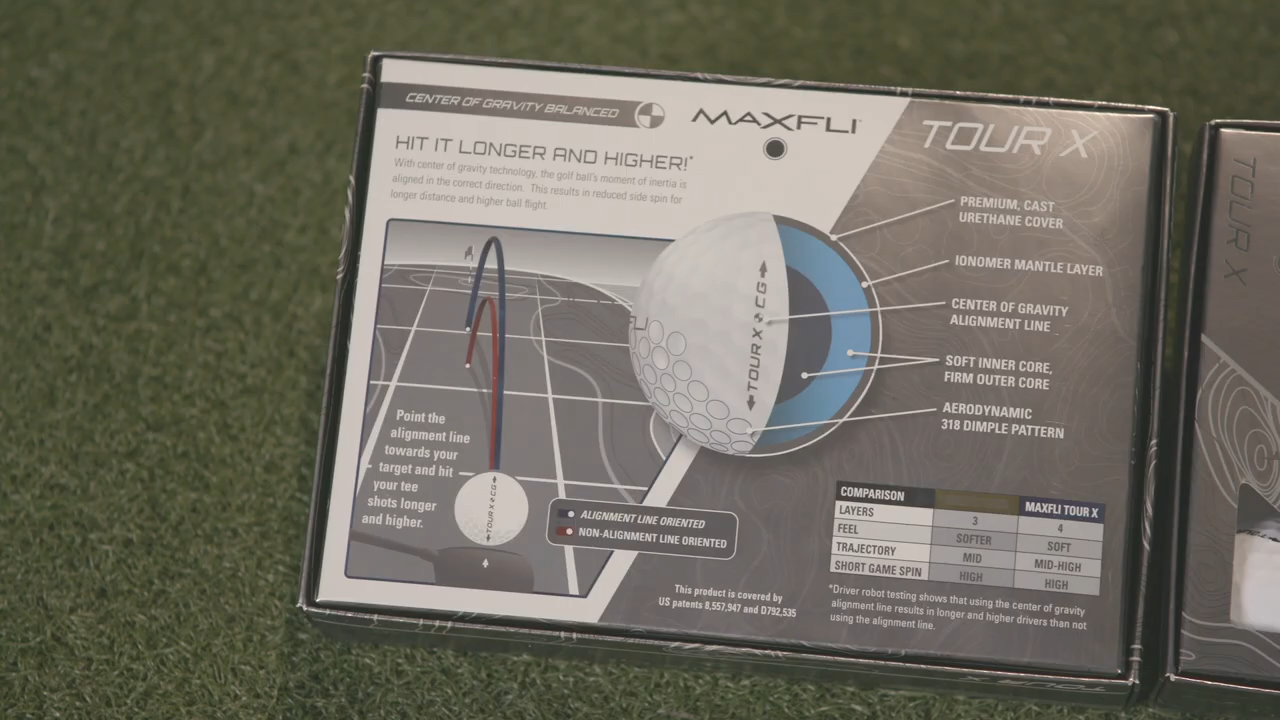 CENTER OF GRAVITY BALANCED
MAXFLI
TOUR X
HIT IT LONGER AND HIGHER!*
With center of gravity technology, the golf ball's moment of inertia is
aligned in the correct direction. This results in reduced side spin for
longer distance and higher ball flight.
PREMIUM, CAST
URETHANE COVER
IONOMER MANTLE LAYER
CENTER OF GRAVITY
ALIGNMENT LINE
SOFT INNER CORE,
FIRM OUTER CORE
AERODYNAMIC
318 DIMPLE PATTERN
TOUR X CG
Point the
alignment line
towards your
target and hit
your tee
shots longer
and higher.
TOUR X CG
ALIGNMENT LINE ORIENTED
NON-ALIGNMENT LINE ORIENTED
COMPARISON MAXFLI TOUR X
LAYERS 3 4
FEEL SOFTER SOFT
TRAJECTORY MID MID-HIGH
SHORT GAME SPIN HIGH HIGH
This product is covered by
US patents 8,557,947 and D792,535
*Driver robot testing shows that using the center of gravity
alignment line results in longer and higher drivers than not
using the alignment line.
TOUR X
TOUR X